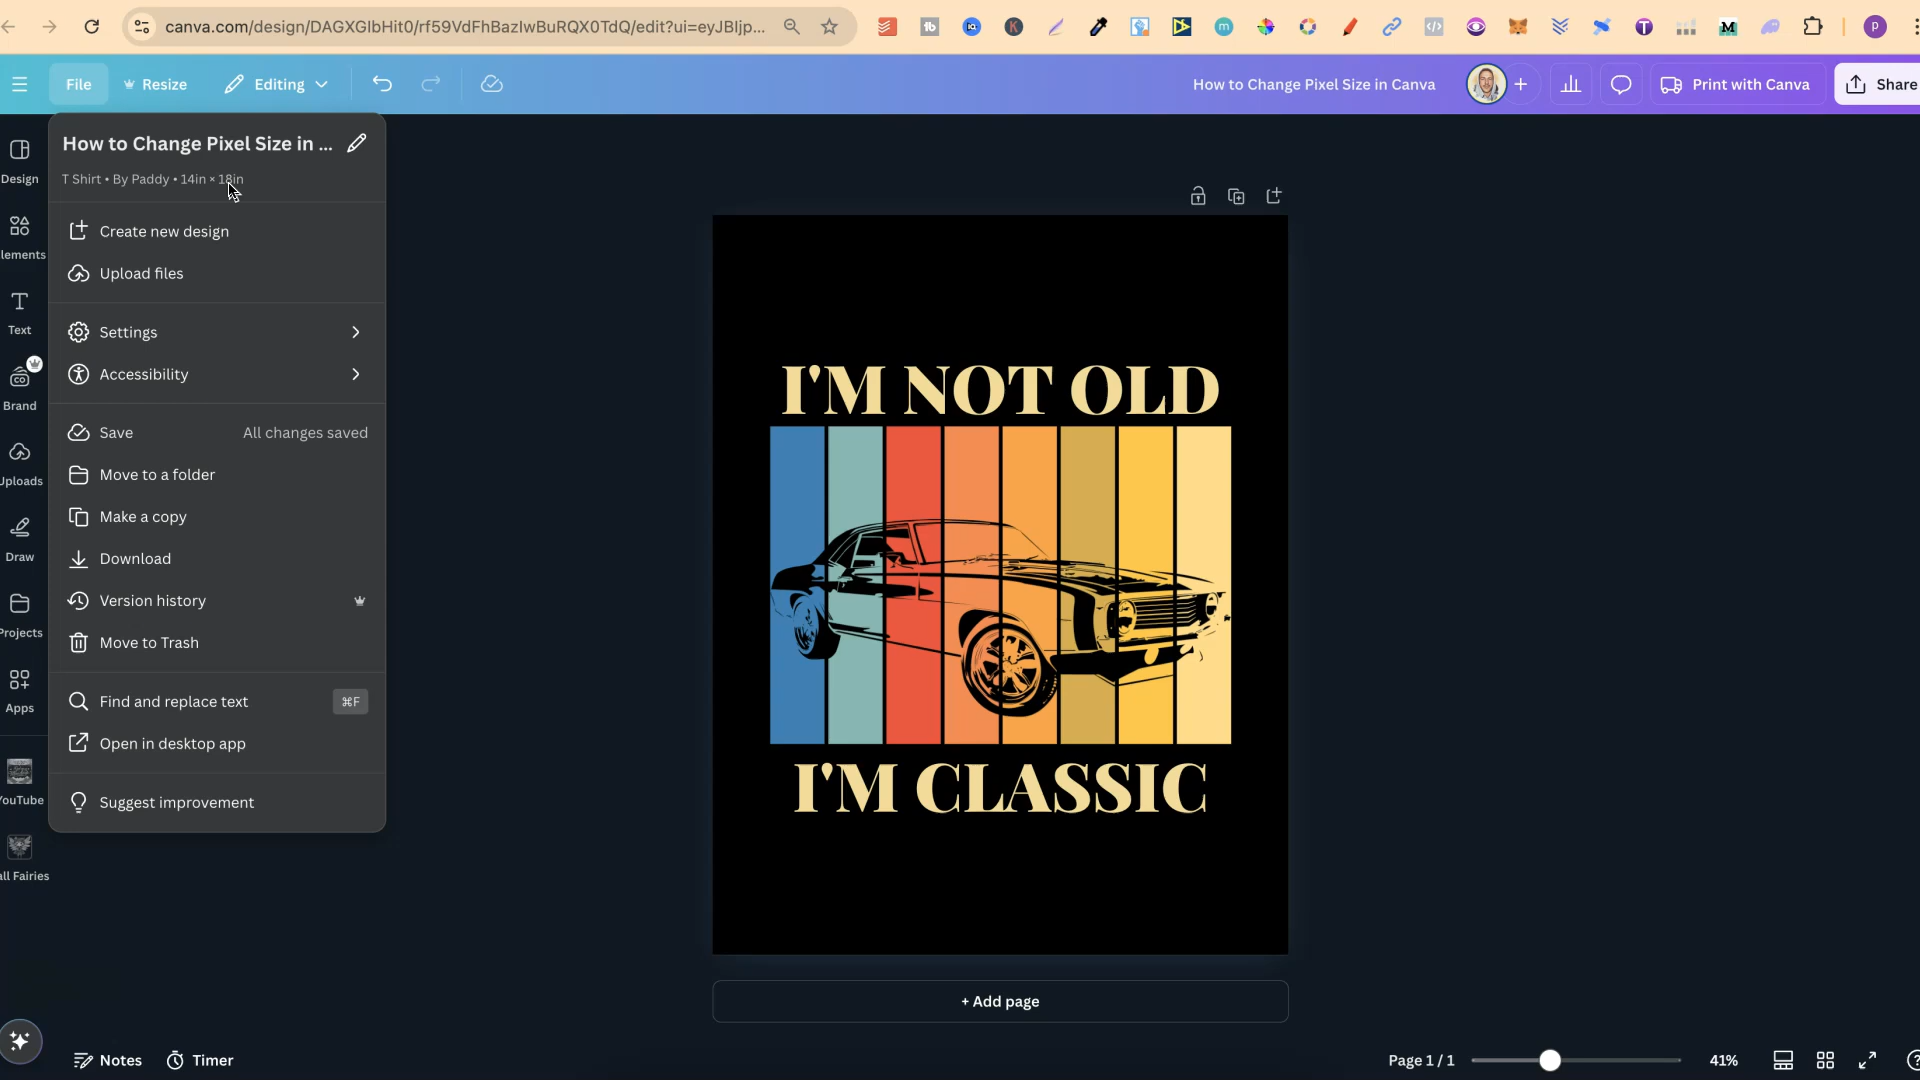 canva.com/design/DAGXGlbHit0/rf59VdFhBazIwBuRQX0TdQ/edit?ui=eyJBIjp...
File
Resize
Editing
How to Change Pixel Size in Canva
Print with Canva
Share
How to Change Pixel Size in ...
T Shirt • By Paddy • 14in × 18in
Create new design
Upload files
Settings
Accessibility
Save
All changes saved
Move to a folder
Make a copy
Download
Version history
Move to Trash
Find and replace text
⌘F
Open in desktop app
Suggest improvement
Design
lements
Text
Brand
Uploads
Draw
Projects
Apps
YouTube
all Fairies
I'M NOT OLD
I'M CLASSIC
+ Add page
Notes
Timer
Page 1 / 1
41%